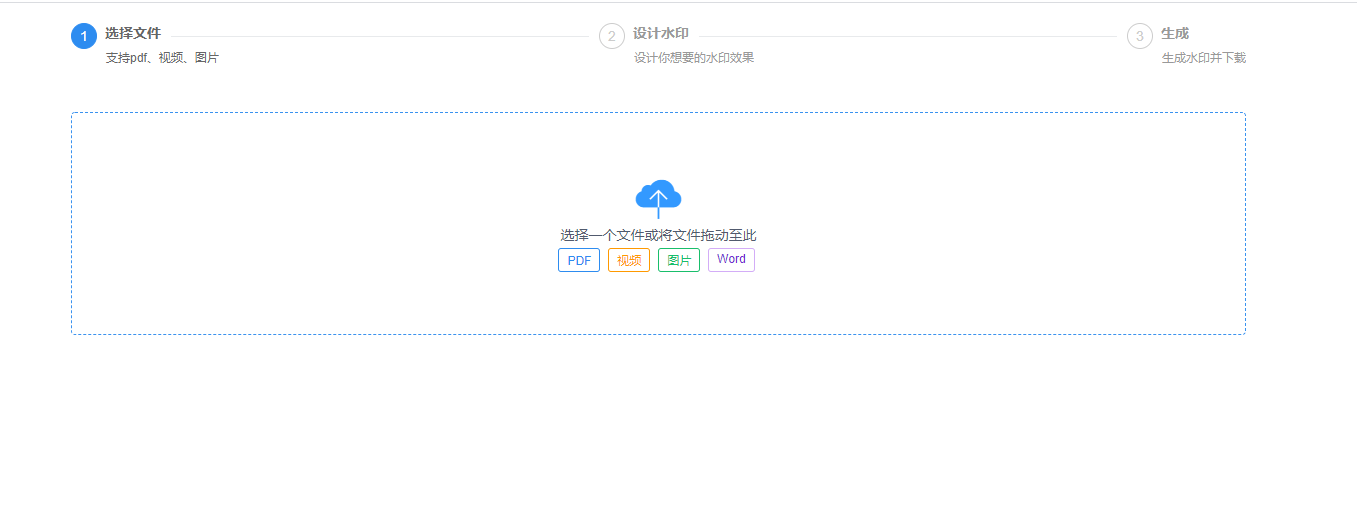 1 选择文件
支持pdf、视频、图片
2 设计水印
设计你想要的水印效果
3 生成
生成水印并下载
选择一个文件或将文件拖动至此
PDF 视频 图片 Word